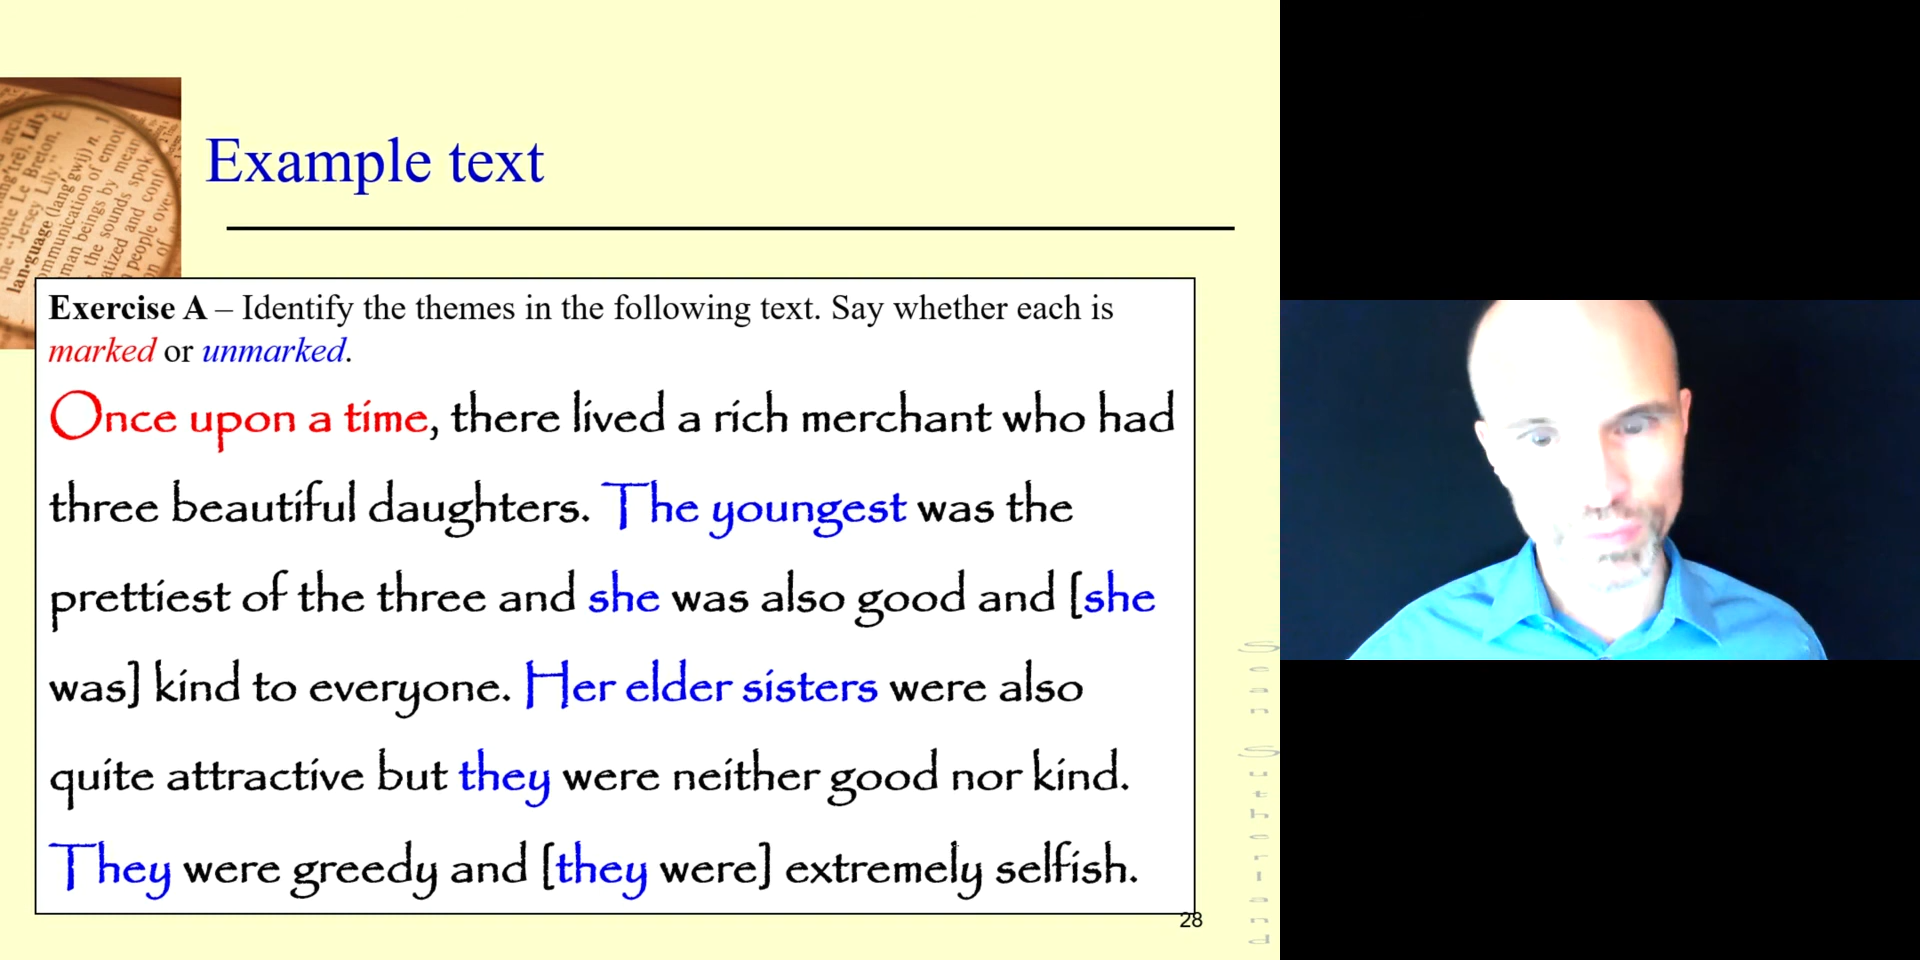 Example text
Exercise A – Identify the themes in the following text. Say whether each is
marked or unmarked.
Once upon a time, there lived a rich merchant who had
three beautiful daughters. The youngest was the
prettiest of the three and she was also good and [she
was] kind to everyone. Her elder sisters were also
quite attractive but they were neither good nor kind.
They were greedy and [they were] extremely selfish.
28
Sean Sutherland